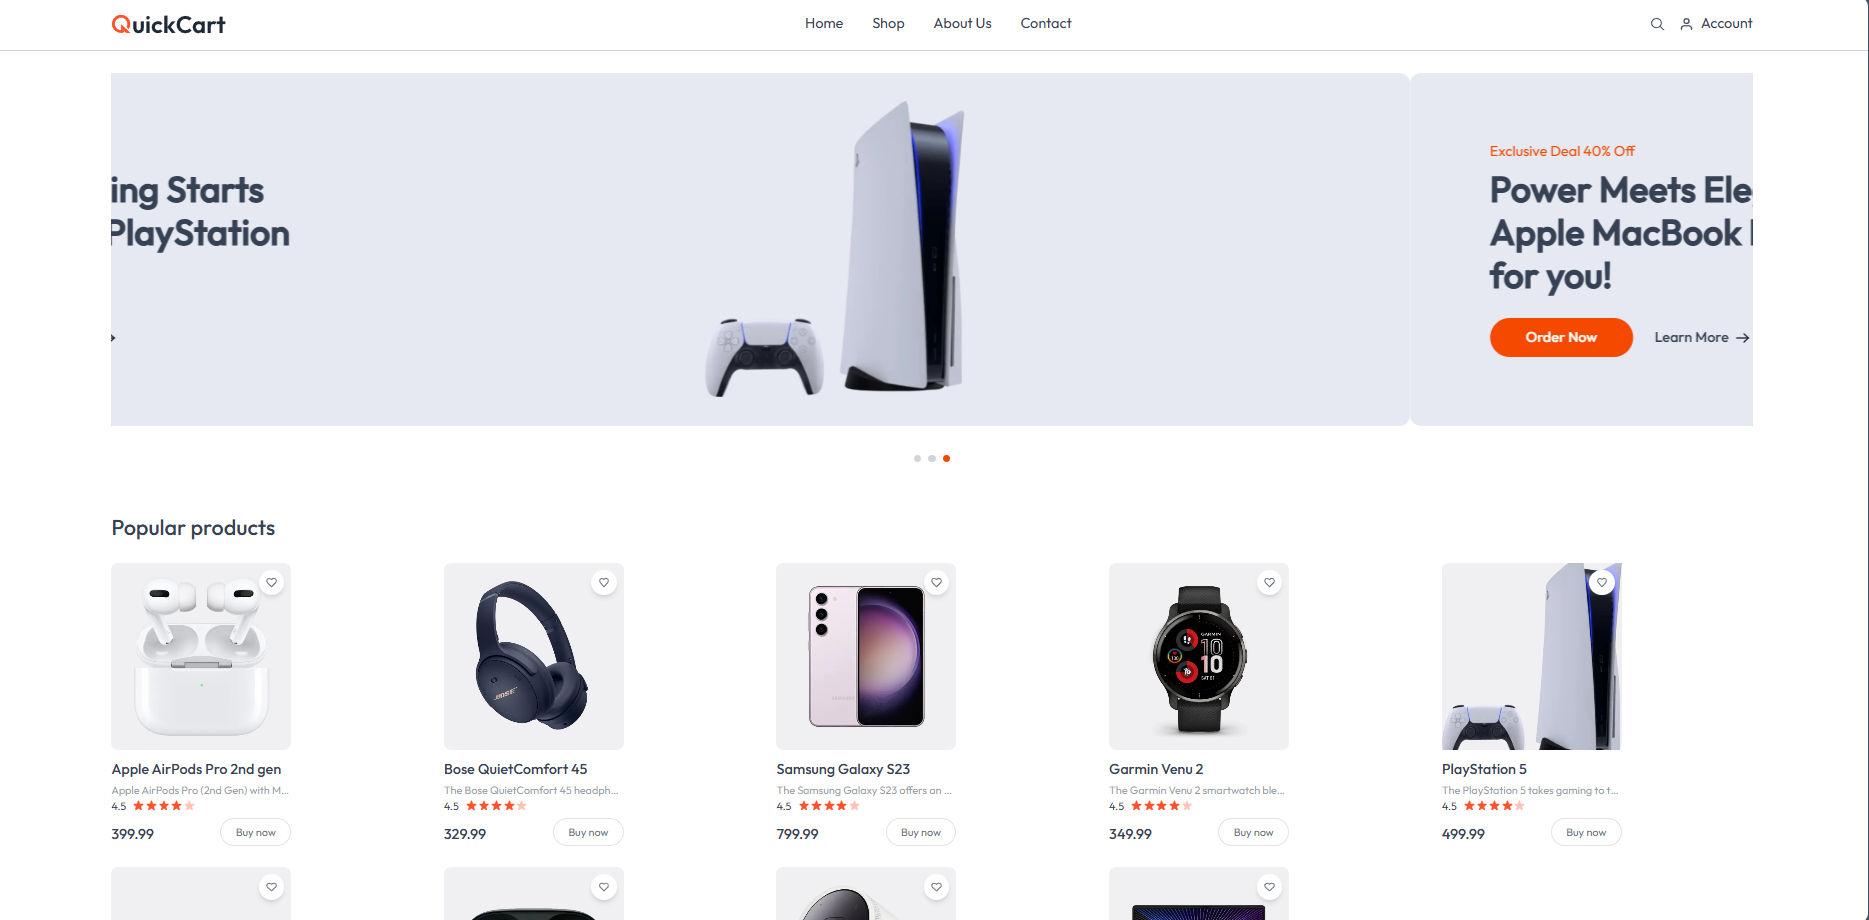 QuickCart
Home Shop About Us Contact
Account
ing Starts
PlayStation
Exclusive Deal 40% Off
Power Meets Ele
Apple MacBook
for you!
Order Now Learn More →
Popular products
BOSE
SAMSUNG
GARMIN
10
10
Apple AirPods Pro 2nd gen
Apple AirPods Pro (2nd Gen) with M...
4.5
399.99 Buy now
Bose QuietComfort 45
The Bose QuietComfort 45 headph...
4.5
329.99 Buy now
Samsung Galaxy S23
The Samsung Galaxy S23 offers an ...
4.5
799.99 Buy now
Garmin Venu 2
The Garmin Venu 2 smartwatch ble...
4.5
349.99 Buy now
PlayStation 5
The PlayStation 5 takes gaming to t...
4.5
499.99 Buy now